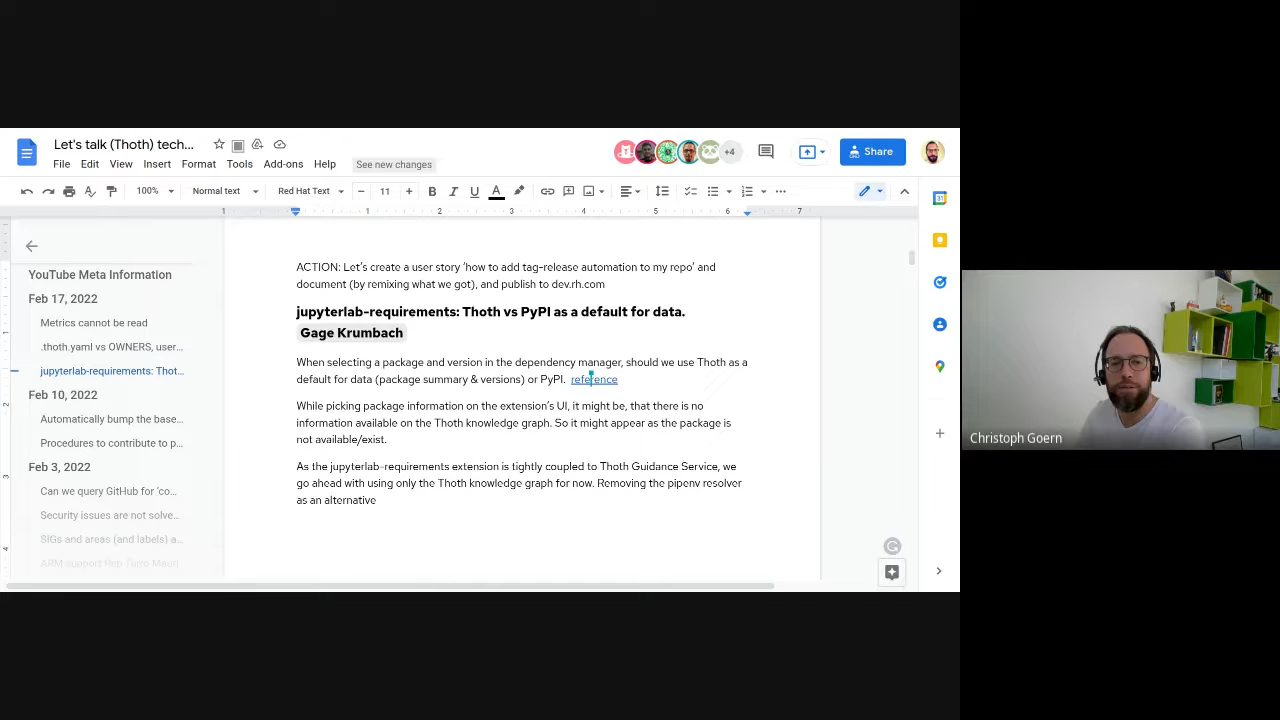 Let's talk (Thoth) tech...
File Edit View Insert Format Tools Add-ons Help
See new changes
+4
Share
100%
Normal text
Red Hat Text
11
1 1 2 3 4 5 6 7
YouTube Meta Information
Feb 17, 2022
Metrics cannot be read
.thoth.yaml vs OWNERS, user...
jupyterlab-requirements: Thot...
Feb 10, 2022
Automatically bump the base...
Procedures to contribute to p...
Feb 3, 2022
Can we query GitHub for 'co...
Security issues are not solve...
SIGs and areas (and labels) a...
ACTION: Let's create a user story 'how to add tag-release automation to my repo' and
document (by remixing what we got), and publish to dev.rh.com
jupyterlab-requirements: Thoth vs PyPI as a default for data.
Gage Krumbach
When selecting a package and version in the dependency manager, should we use Thoth as a
default for data (package summary & versions) or PyPI. reference
While picking package information on the extension's UI, it might be, that there is no
information available on the Thoth knowledge graph. So it might appear as the package is
not available/exist.
As the jupyterlab-requirements extension is tightly coupled to Thoth Guidance Service, we
go ahead with using only the Thoth knowledge graph for now. Removing the pipenv resolver
as an alternative
Christoph Goern